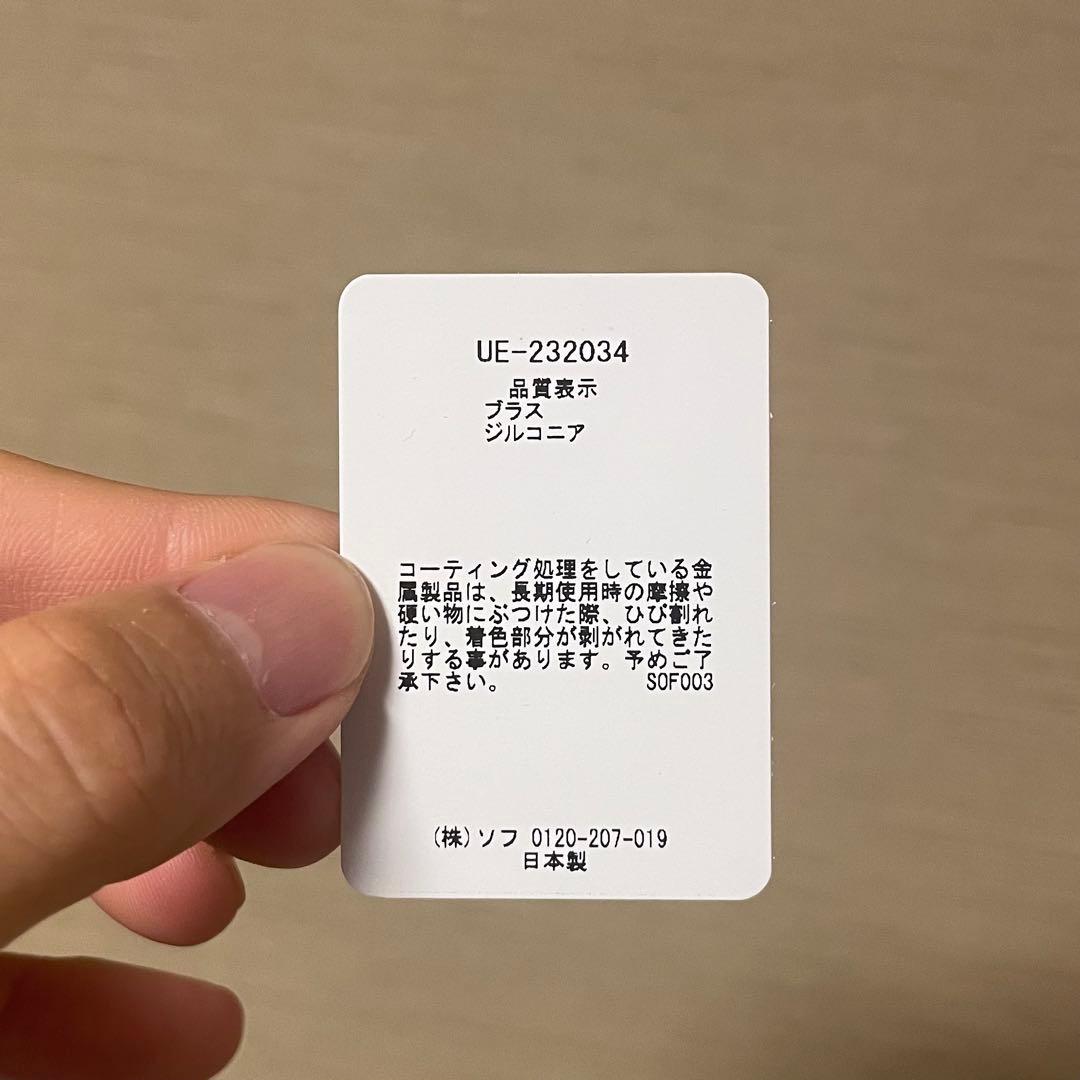 UE-232034
品質表示
ブラス
ジルコニア
コーティング処理をしている金
属製品は、長期使用時の摩擦や
硬い物にぶつけた際、ひび割れ
たり、着色部分が剥がれてきた
りする事があります。予めご了
承下さい。 SOF003
(株)ソフ 0120-207-019
日本製